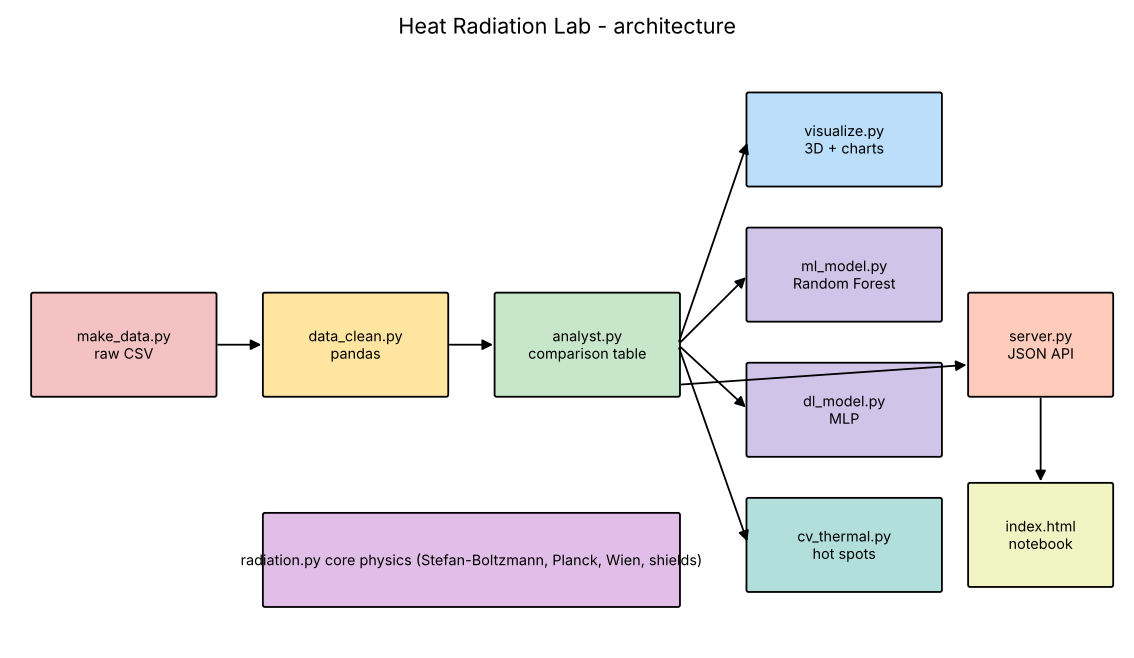 Heat Radiation Lab - architecture
visualize.py
3D + charts
ml_model.py
Random Forest
make_data.py
raw CSV
data_clean.py
pandas
analyst.py
comparison table
server.py
JSON API
dl_model.py
MLP
index.html
notebook
cv_thermal.py
hot spots
radiation.py core physics (Stefan-Boltzmann, Planck, Wien, shields)